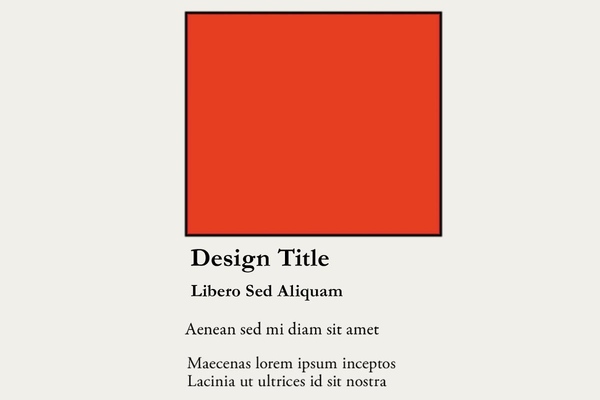 Design Title
Libero Sed Aliquam
Aenean sed mi diam sit amet
Maecenas lorem ipsum inceptos
Lacinia ut ultrices id sit nostra